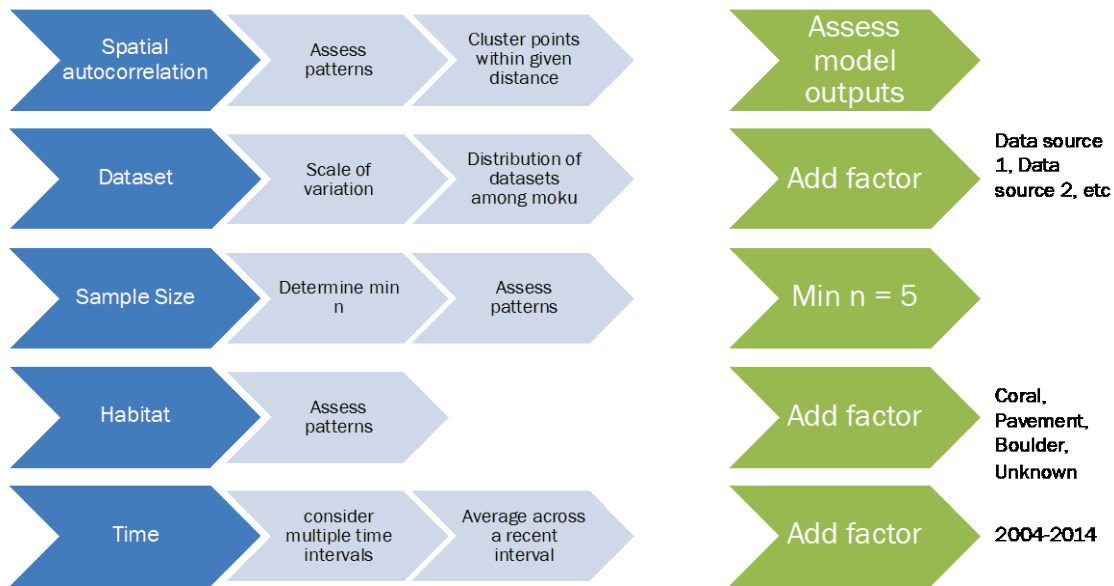 Spatial
autocorrelation
Assess
patterns
Cluster points
within given
distance
Assess
model
outputs
Dataset
Scale of
variation
Distribution of
datasets
among moku
Add factor
Data source
1, Data
source 2, etc
Sample Size
Determine min
n
Assess
patterns
Min n = 5
Habitat
Assess
patterns
Add factor
Coral,
Pavement,
Boulder,
Unknown
Time
consider
multiple time
intervals
Average across
a recent
interval
Add factor
2004-2014